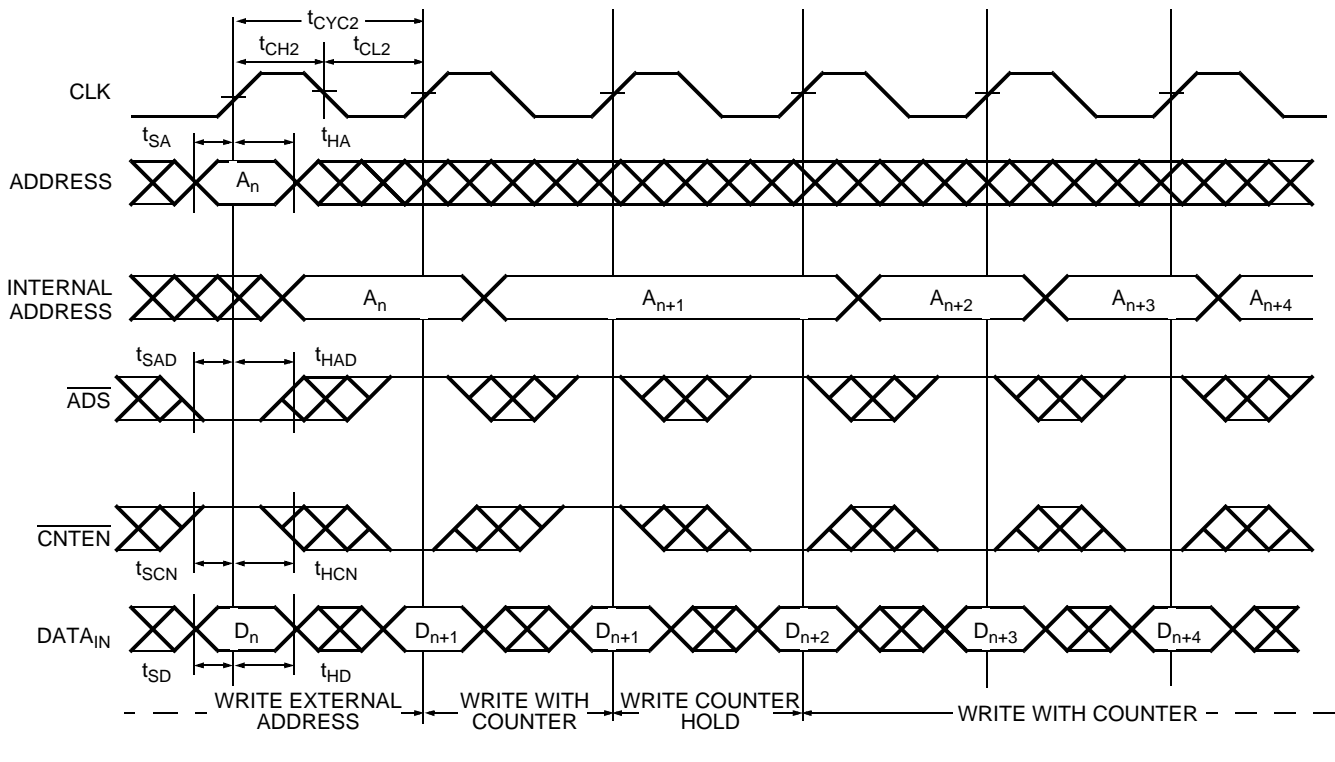 tCYC2
tCH2 tCL2
CLK
tSA tHA
ADDRESS An
INTERNAL ADDRESS An An+1 An+2 An+3 An+4
tSAD tHAD
ADS
CNTEN
tSCN tHCN
DATAIN Dn Dn+1 Dn+1 Dn+2 Dn+3 Dn+4
tSD tHD
WRITE EXTERNAL ADDRESS
WRITE WITH COUNTER
WRITE COUNTER HOLD
WRITE WITH COUNTER